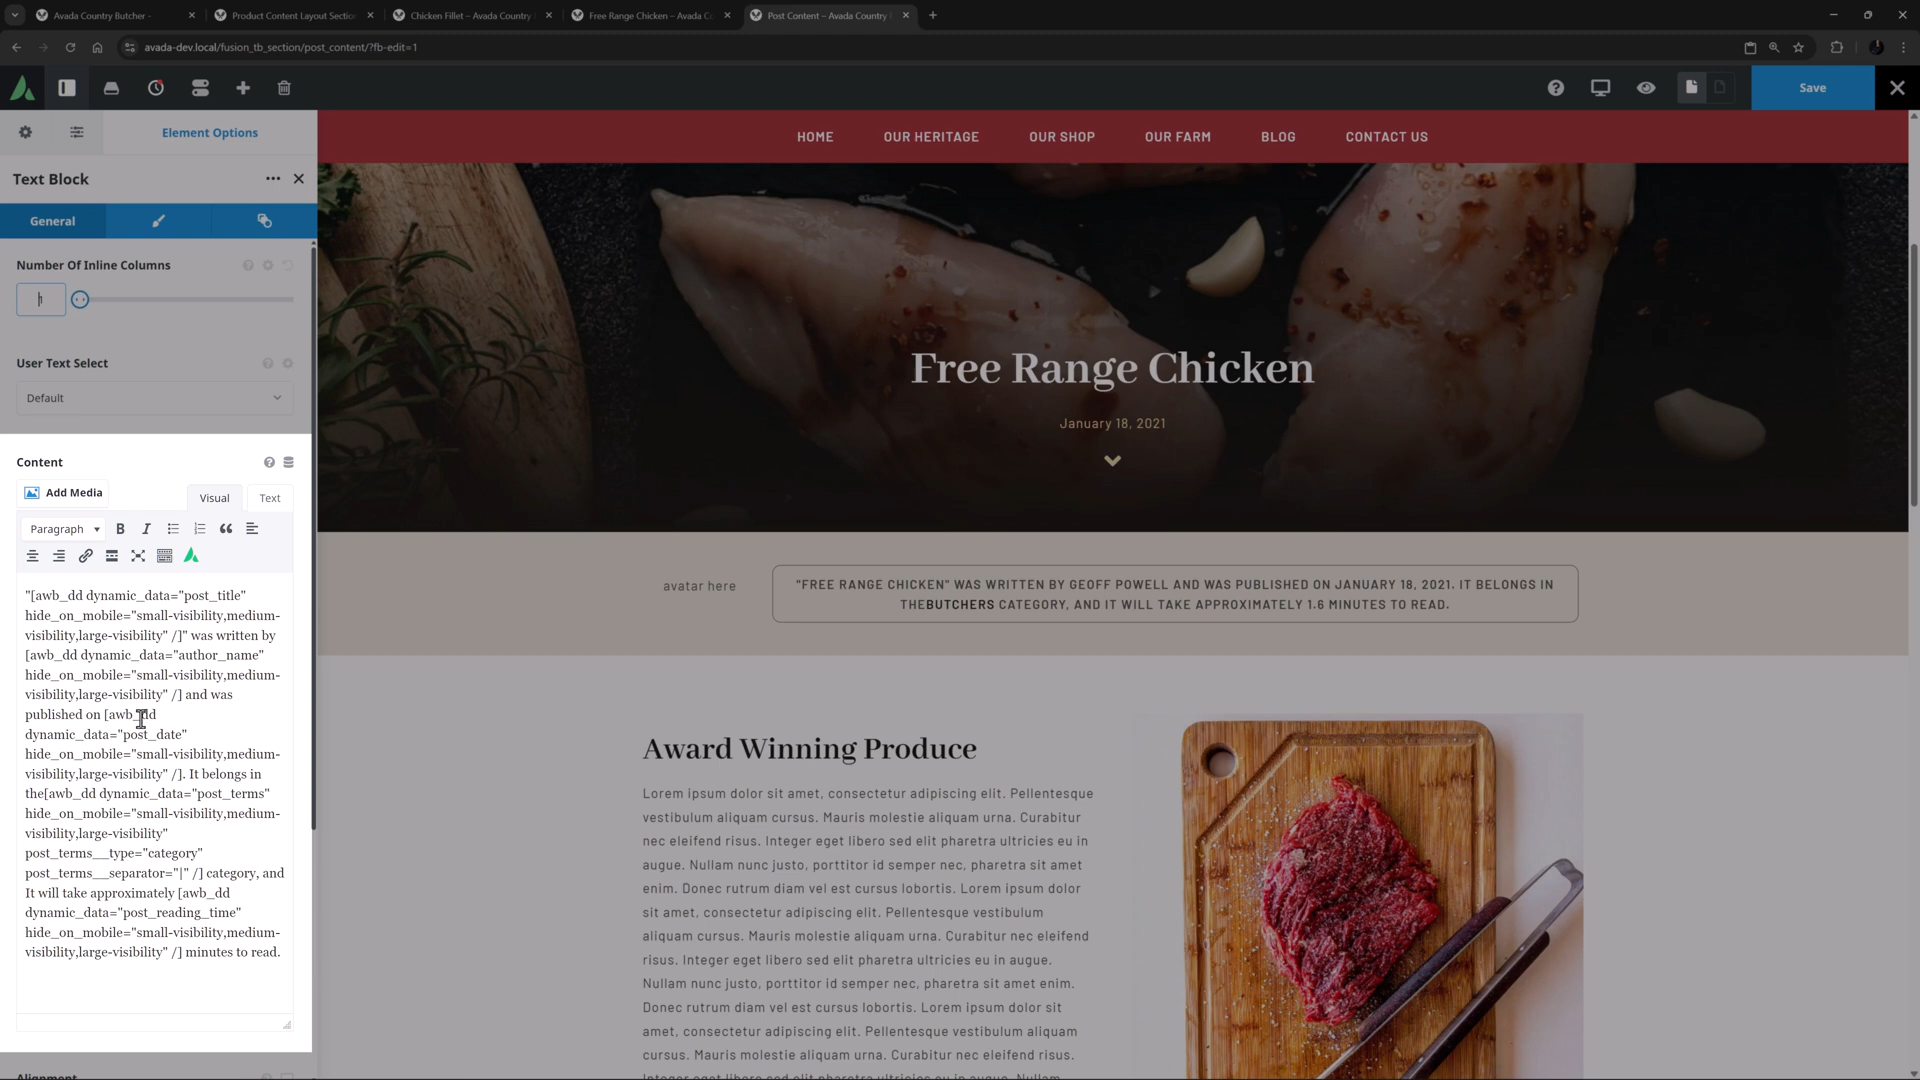 Avada Country Butcher -
Product Content Layout Sectio
Chicken Fillet – Avada Country
Free Range Chicken – Avada Co
Post Content – Avada Country
avada-dev.local/fusion_tb_section/post_content/?fb-edit=1
Save
Element Options
Text Block
General
Number Of Inline Columns
User Text Select
Default
Content
Add Media
Visual
Text
Paragraph
"[awb_dd dynamic_data="post_title"
hide_on_mobile="small-visibility,medium-
visibility,large-visibility" /]" was written by
[awb_dd dynamic_data="author_name"
hide_on_mobile="small-visibility,medium-
visibility,large-visibility" /] and was
published on [awb_dd
dynamic_data="post_date"
hide_on_mobile="small-visibility,medium-
visibility,large-visibility" /]. It belongs in
the[awb_dd dynamic_data="post_terms"
hide_on_mobile="small-visibility,medium-
visibility,large-visibility"
post_terms__type="category"
post_terms__separator="|" /] category, and
It will take approximately [awb_dd
dynamic_data="post_reading_time"
hide_on_mobile="small-visibility,medium-
visibility,large-visibility" /] minutes to read.
HOME OUR HERITAGE OUR SHOP OUR FARM BLOG CONTACT US
Free Range Chicken
January 18, 2021
avatar here
"FREE RANGE CHICKEN" WAS WRITTEN BY GEOFF POWELL AND WAS PUBLISHED ON JANUARY 18, 2021. IT BELONGS IN
THEBUTCHERS CATEGORY, AND IT WILL TAKE APPROXIMATELY 1.6 MINUTES TO READ.
Award Winning Produce
Lorem ipsum dolor sit amet, consectetur adipiscing elit. Pellentesque
vestibulum aliquam cursus. Mauris molestie aliquam urna. Curabitur
nec eleifend risus. Integer eget libero sed elit pharetra ultricies eu in
augue. Nullam nunc justo, porttitor id semper nec, pharetra sit amet
enim. Donec rutrum diam vel est cursus lobortis. Lorem ipsum dolor
sit amet, consectetur adipiscing elit. Pellentesque vestibulum
aliquam cursus. Mauris molestie aliquam urna. Curabitur nec eleifend
risus. Integer eget libero sed elit pharetra ultricies eu in augue.
Nullam nunc justo, porttitor id semper nec, pharetra sit amet enim.
Donec rutrum diam vel est cursus lobortis. Lorem ipsum dolor sit
amet, consectetur adipiscing elit. Pellentesque vestibulum aliquam
cursus. Mauris molestie aliquam urna. Curabitur nec eleifend risus.
Integer eget libero sed elit pharetra ultricies eu in augue. Nullam
Alignment